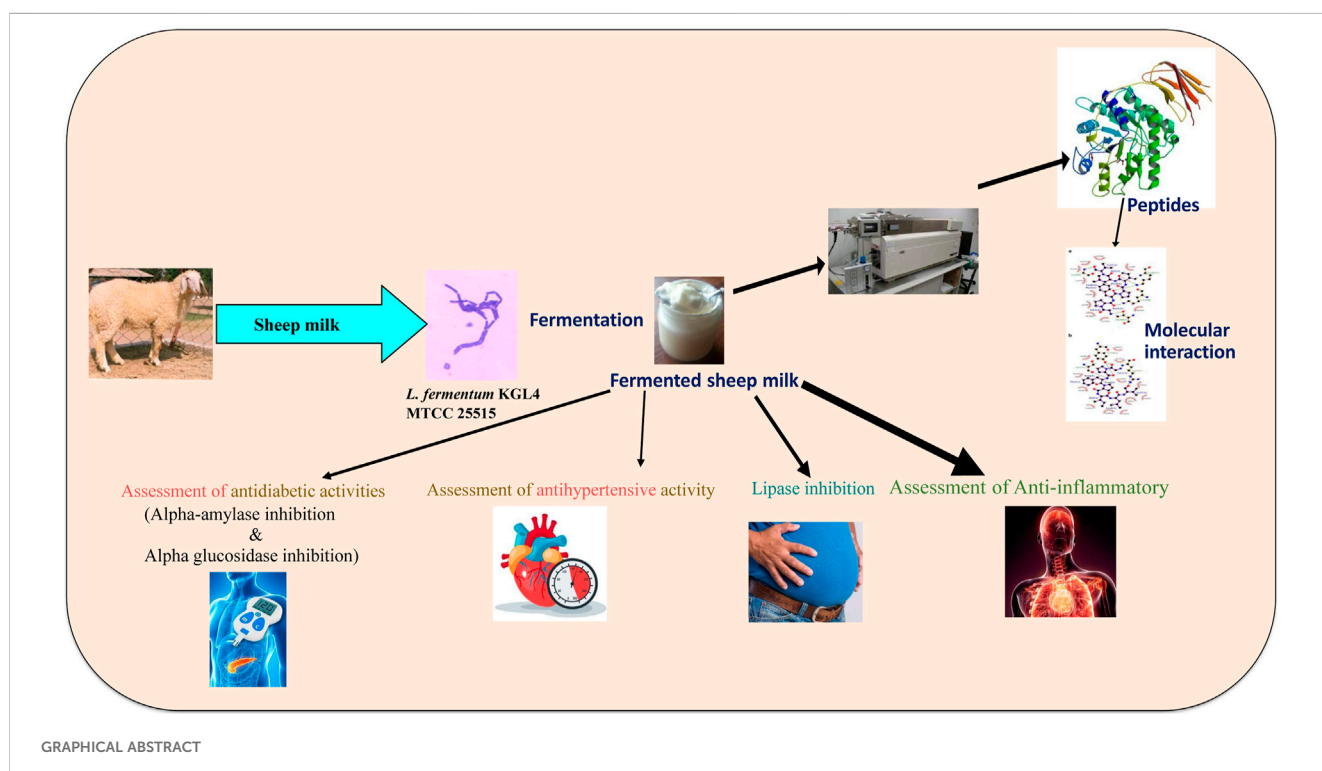 Peptides
Molecular
interaction
Sheep milk
Fermentation
L. fermentum KGL4
MTCC 25515
Fermented sheep milk
Assessment of antidiabetic activities
(Alpha-amylase inhibition
&
Alpha glucosidase inhibition)
Assessment of antihypertensive activity
Lipase inhibition
Assessment of Anti-inflammatory
GRAPHICAL ABSTRACT